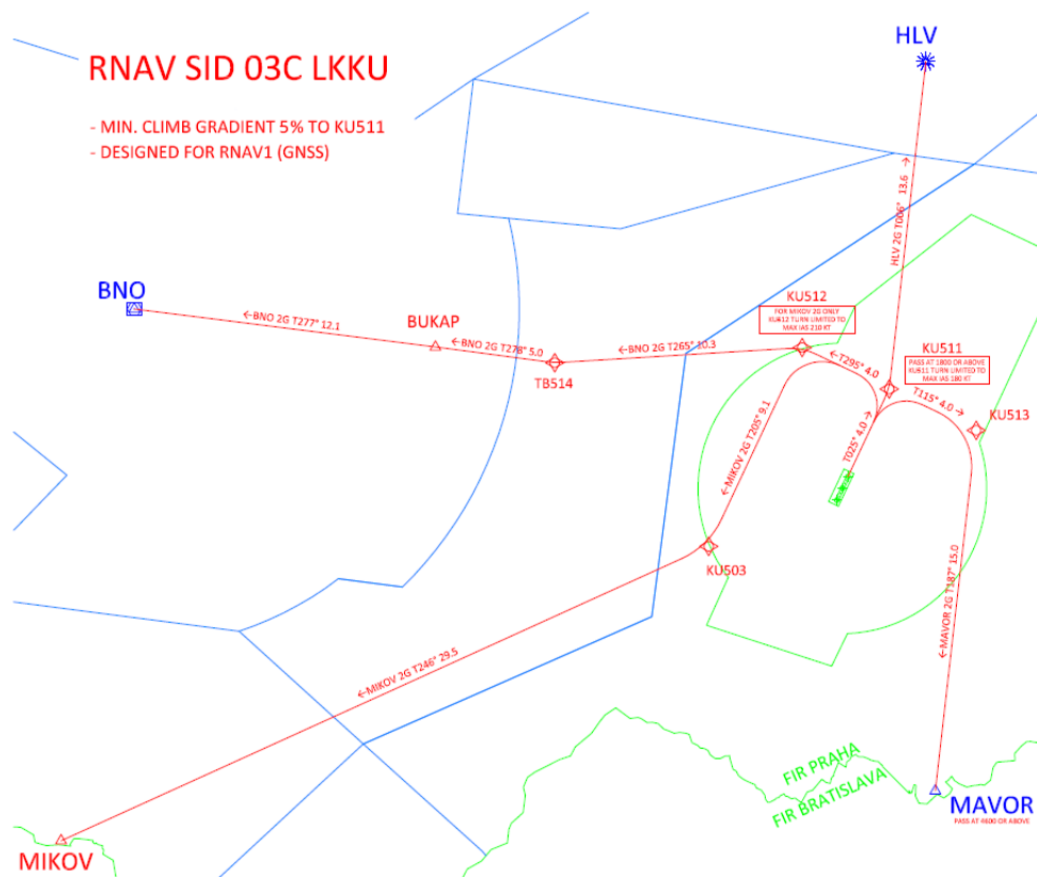 HLV
RNAV SID 03C LKKU
- MIN. CLIMB GRADIENT 5% TO KU511
- DESIGNED FOR RNAV1 (GNSS)
HLV 2G T006° 13.6 →
BNO
←BNO 2G T277° 12.1
BUKAP
←BNO 2G T278° 5.0
TB514
←BNO 2G T265° 10.3
KU512
FOR MIKOV 2G ONLY
KU512 TURN LIMITED TO
MAX IAS 210 KT
←T295° 4.0
KU511
PASS AT 1800 OR ABOVE
KU511 TURN LIMITED TO
MAX IAS 180 KT
T115° 4.0 →
KU513
T025° 4.0 →
←MIKOV 2G T205° 9.1
KU503
←MAVOR 2G T187° 15.0
←MIKOV 2G T246° 29.5
FIR PRAHA
FIR BRATISLAVA
MAVOR
PASS AT 4600 OR ABOVE
MIKOV